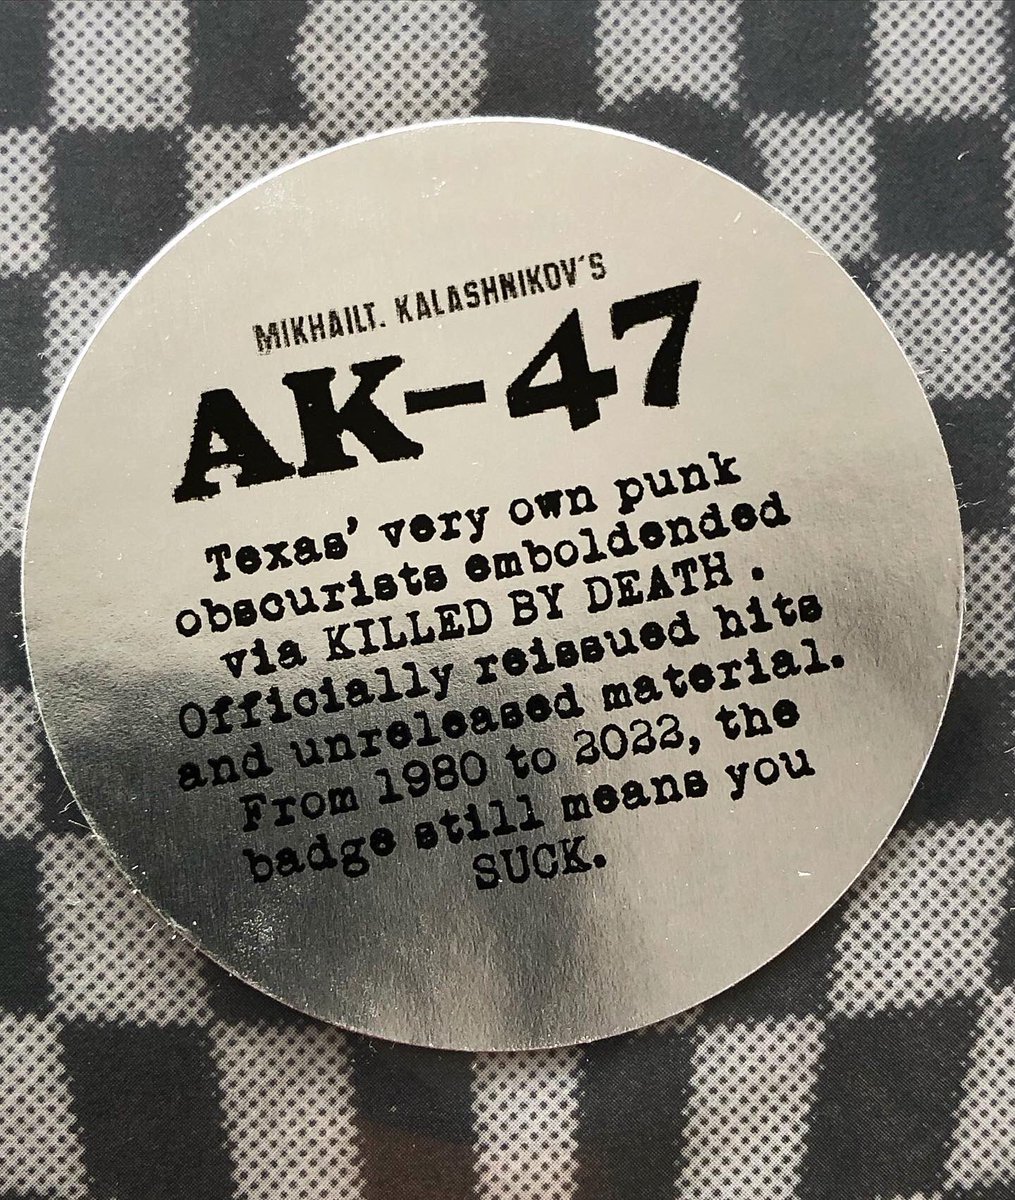 MIKHAILT. KALASHNIKOV'S
AK-47
Texas' very own punk
obscurists emboldended
via KILLED BY DEATH .
Officially reissued hits
and unreleased material.
From 1980 to 2022, the
badge still means you
SUCK.